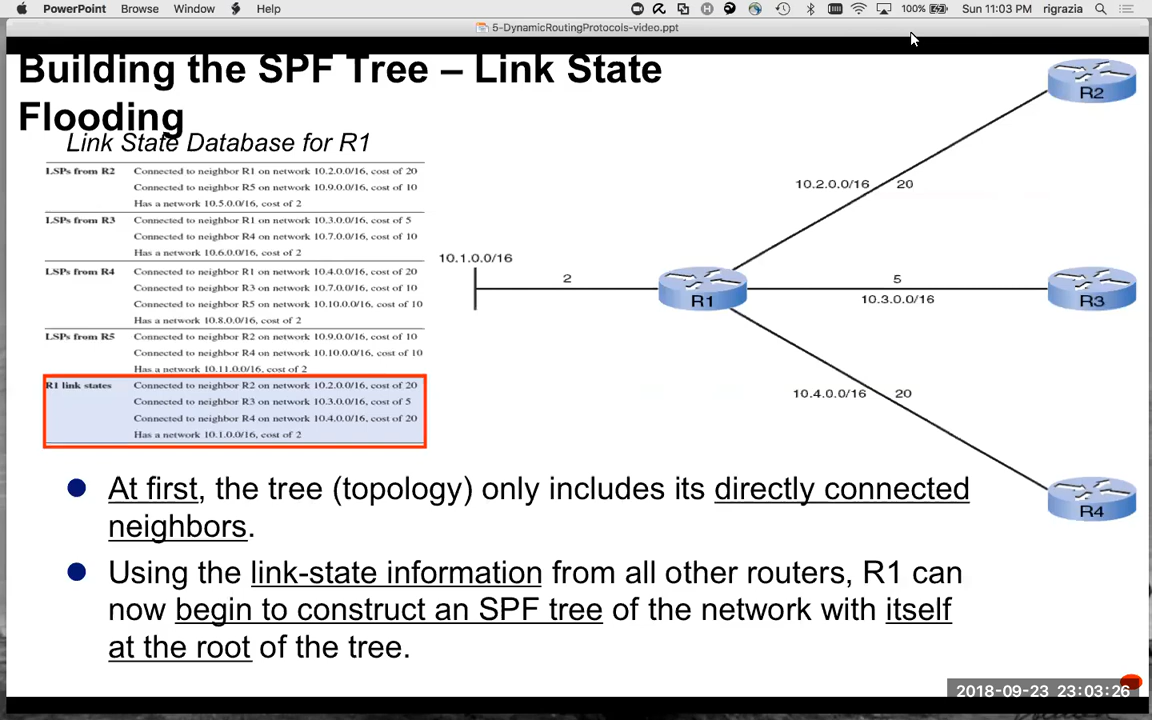 PowerPoint Browse Window Help 100% Sun 11:03 PM rigrazia
5-DynamicRoutingProtocols-video.ppt
Building the SPF Tree – Link State
Flooding
Link State Database for R1
LSPs from R2 Connected to neighbor R1 on network 10.2.0.0/16, cost of 20
Connected to neighbor R5 on network 10.9.0.0/16, cost of 10
Has a network 10.5.0.0/16, cost of 2
LSPs from R3 Connected to neighbor R1 on network 10.3.0.0/16, cost of 5
Connected to neighbor R4 on network 10.7.0.0/16, cost of 10
Has a network 10.6.0.0/16, cost of 2
LSPs from R4 Connected to neighbor R1 on network 10.4.0.0/16, cost of 20
Connected to neighbor R3 on network 10.7.0.0/16, cost of 10
Connected to neighbor R5 on network 10.10.0.0/16, cost of 10
Has a network 10.8.0.0/16, cost of 2
LSPs from R5 Connected to neighbor R2 on network 10.9.0.0/16, cost of 10
Connected to neighbor R4 on network 10.10.0.0/16, cost of 10
Has a network 10.11.0.0/16, cost of 2
R1 link states Connected to neighbor R2 on network 10.2.0.0/16, cost of 20
Connected to neighbor R3 on network 10.3.0.0/16, cost of 5
Connected to neighbor R4 on network 10.4.0.0/16, cost of 20
Has a network 10.1.0.0/16, cost of 2
R2
10.2.0.0/16 20
10.1.0.0/16
2
R1
5
10.3.0.0/16
R3
10.4.0.0/16 20
R4
At first, the tree (topology) only includes its directly connected
neighbors.
Using the link-state information from all other routers, R1 can
now begin to construct an SPF tree of the network with itself
at the root of the tree.
2018-09-23 23:03:26